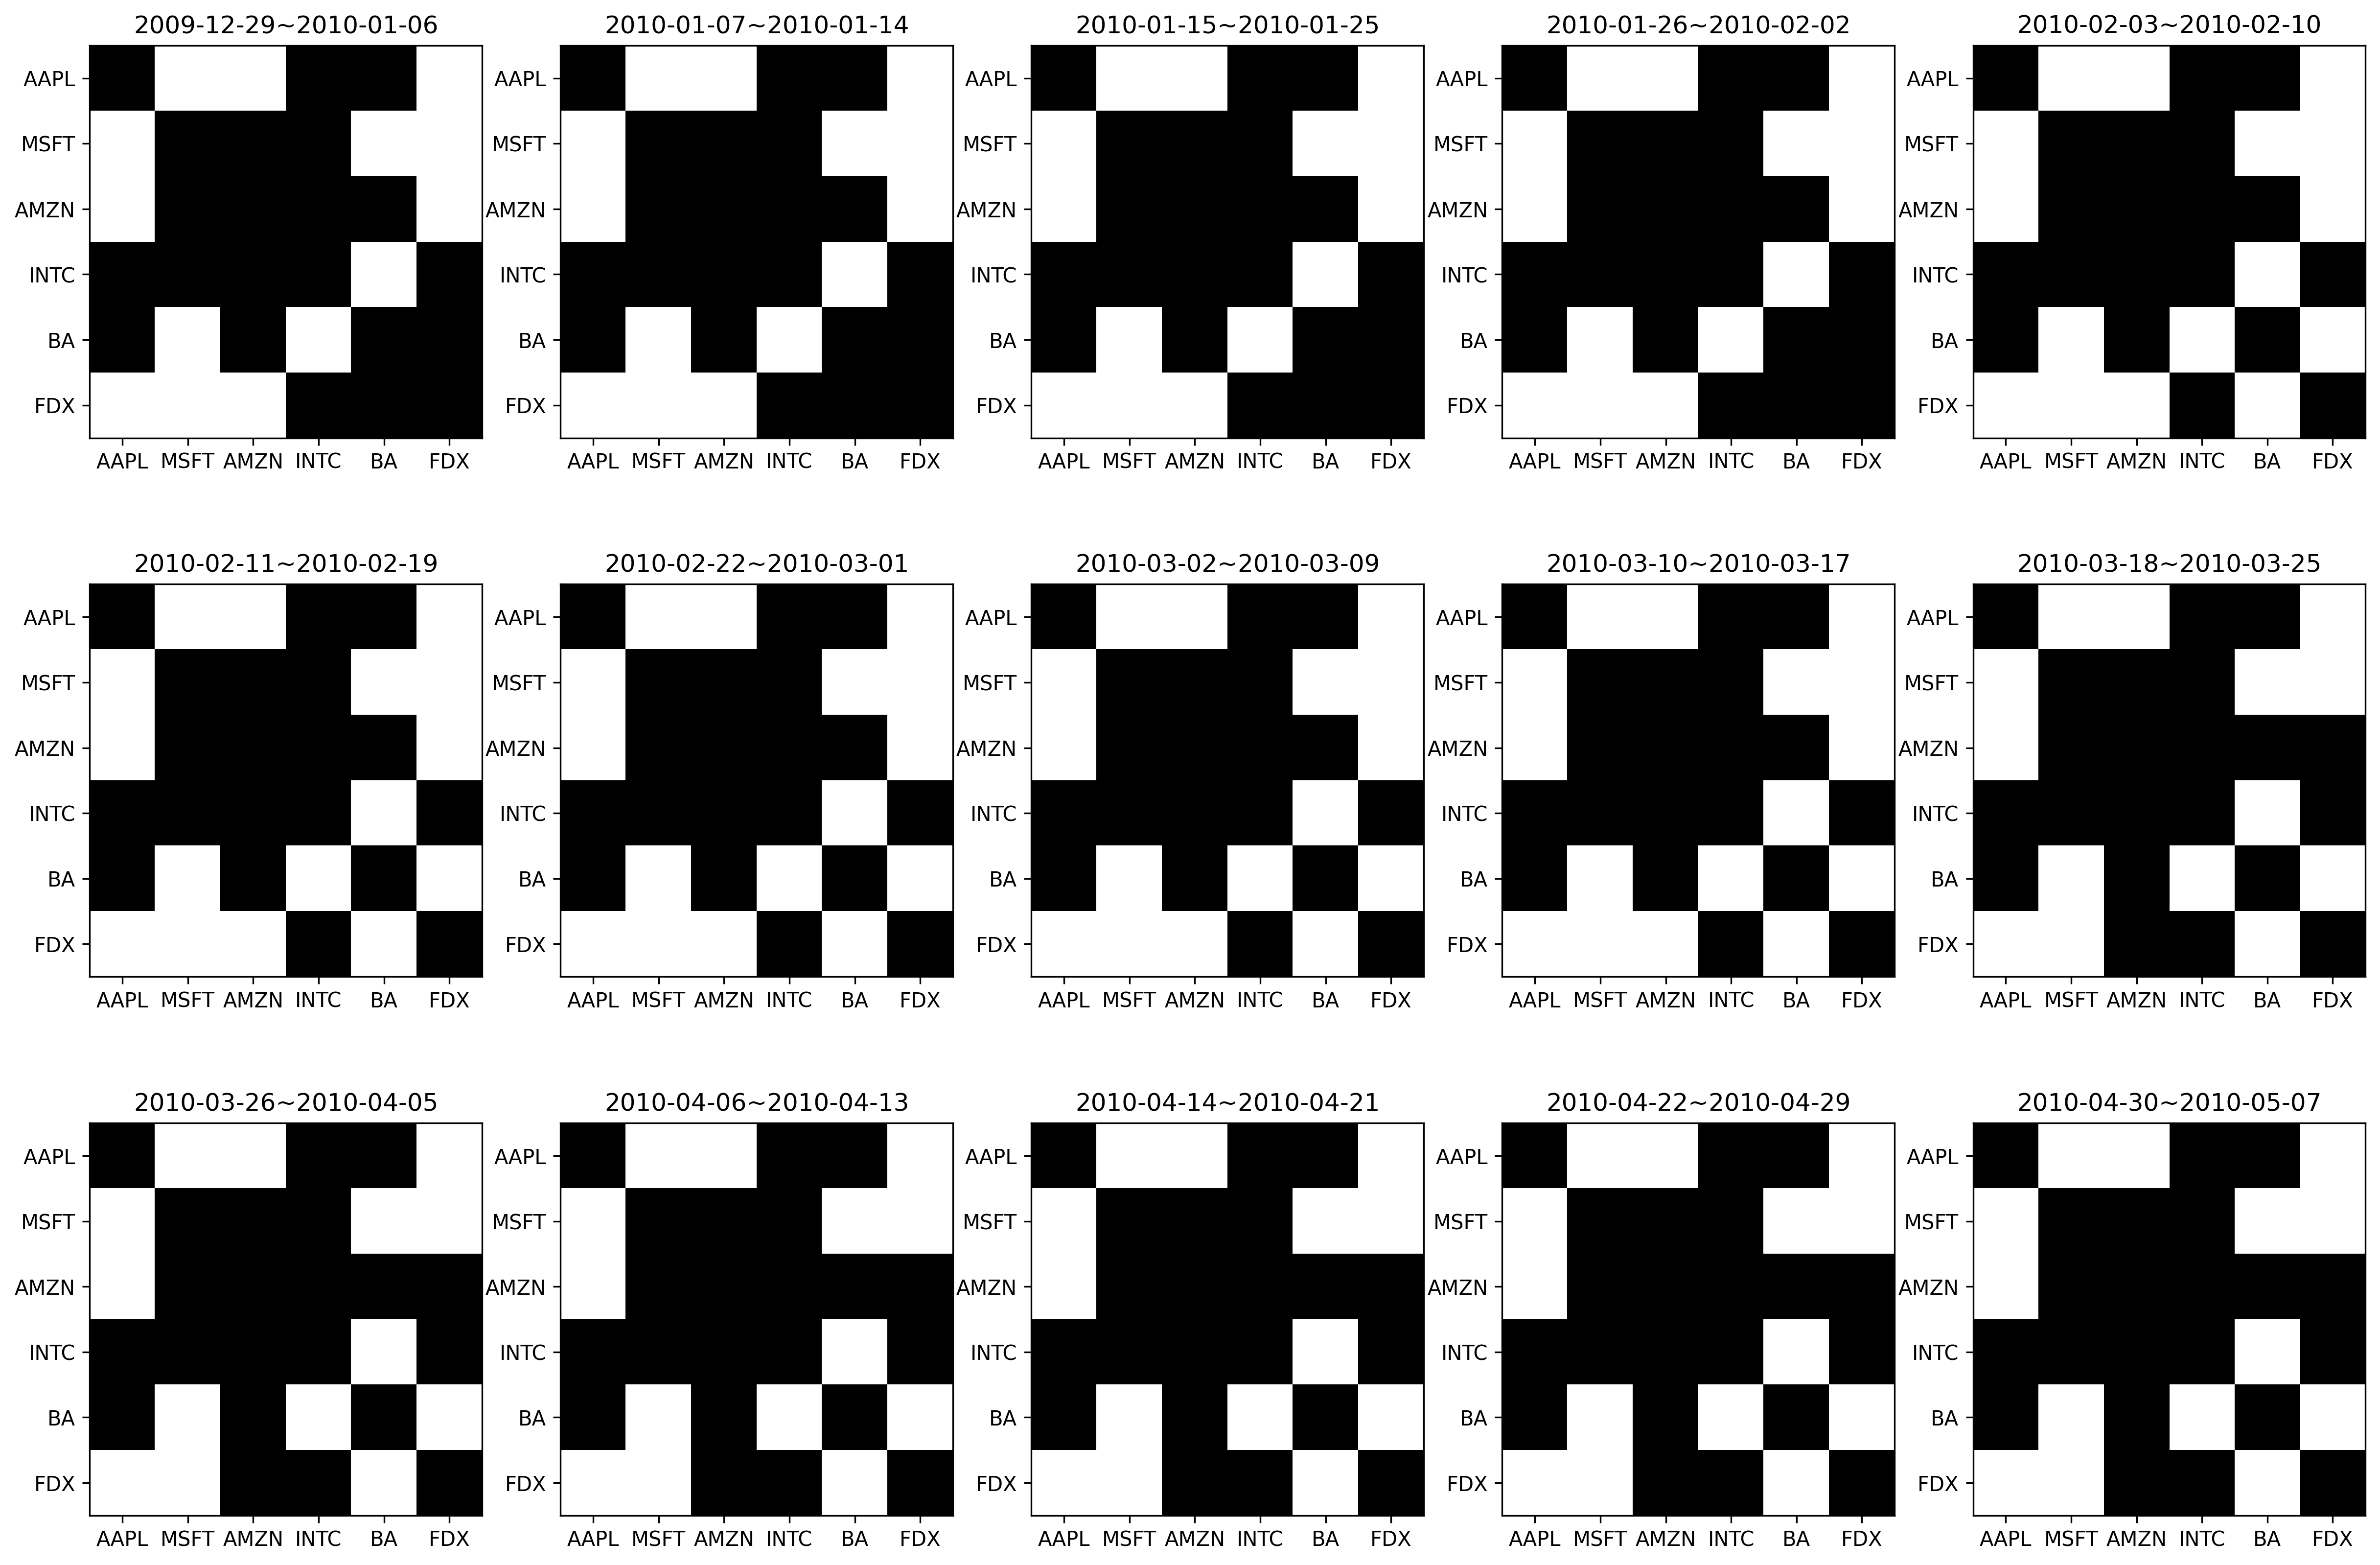 2009-12-29~2010-01-06 2010-01-07~2010-01-14 2010-01-15~2010-01-25 2010-01-26~2010-02-02 2010-02-03~2010-02-10
AAPL AAPL AAPL AAPL AAPL
MSFT MSFT MSFT MSFT MSFT
AMZN AMZN AMZN AMZN AMZN
INTC INTC INTC INTC INTC
BA BA BA BA BA
FDX FDX FDX FDX FDX
AAPL MSFT AMZN INTC BA FDX AAPL MSFT AMZN INTC BA FDX AAPL MSFT AMZN INTC BA FDX AAPL MSFT AMZN INTC BA FDX AAPL MSFT AMZN INTC BA FDX
2010-02-11~2010-02-19 2010-02-22~2010-03-01 2010-03-02~2010-03-09 2010-03-10~2010-03-17 2010-03-18~2010-03-25
AAPL AAPL AAPL AAPL AAPL
MSFT MSFT MSFT MSFT MSFT
AMZN AMZN AMZN AMZN AMZN
INTC INTC INTC INTC INTC
BA BA BA BA BA
FDX FDX FDX FDX FDX
AAPL MSFT AMZN INTC BA FDX AAPL MSFT AMZN INTC BA FDX AAPL MSFT AMZN INTC BA FDX AAPL MSFT AMZN INTC BA FDX AAPL MSFT AMZN INTC BA FDX
2010-03-26~2010-04-05 2010-04-06~2010-04-13 2010-04-14~2010-04-21 2010-04-22~2010-04-29 2010-04-30~2010-05-07
AAPL AAPL AAPL AAPL AAPL
MSFT MSFT MSFT MSFT MSFT
AMZN AMZN AMZN AMZN AMZN
INTC INTC INTC INTC INTC
BA BA BA BA BA
FDX FDX FDX FDX FDX
AAPL MSFT AMZN INTC BA FDX AAPL MSFT AMZN INTC BA FDX AAPL MSFT AMZN INTC BA FDX AAPL MSFT AMZN INTC BA FDX AAPL MSFT AMZN INTC BA FDX